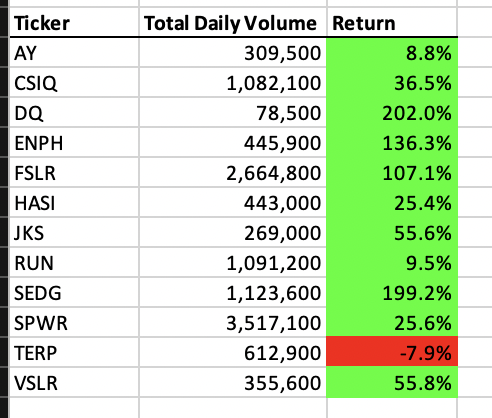 Ticker Total Daily Volume Return
AY 309,500 8.8%
CSIQ 1,082,100 36.5%
DQ 78,500 202.0%
ENPH 445,900 136.3%
FSLR 2,664,800 107.1%
HASI 443,000 25.4%
JKS 269,000 55.6%
RUN 1,091,200 9.5%
SEDG 1,123,600 199.2%
SPWR 3,517,100 25.6%
TERP 612,900 -7.9%
VSLR 355,600 55.8%